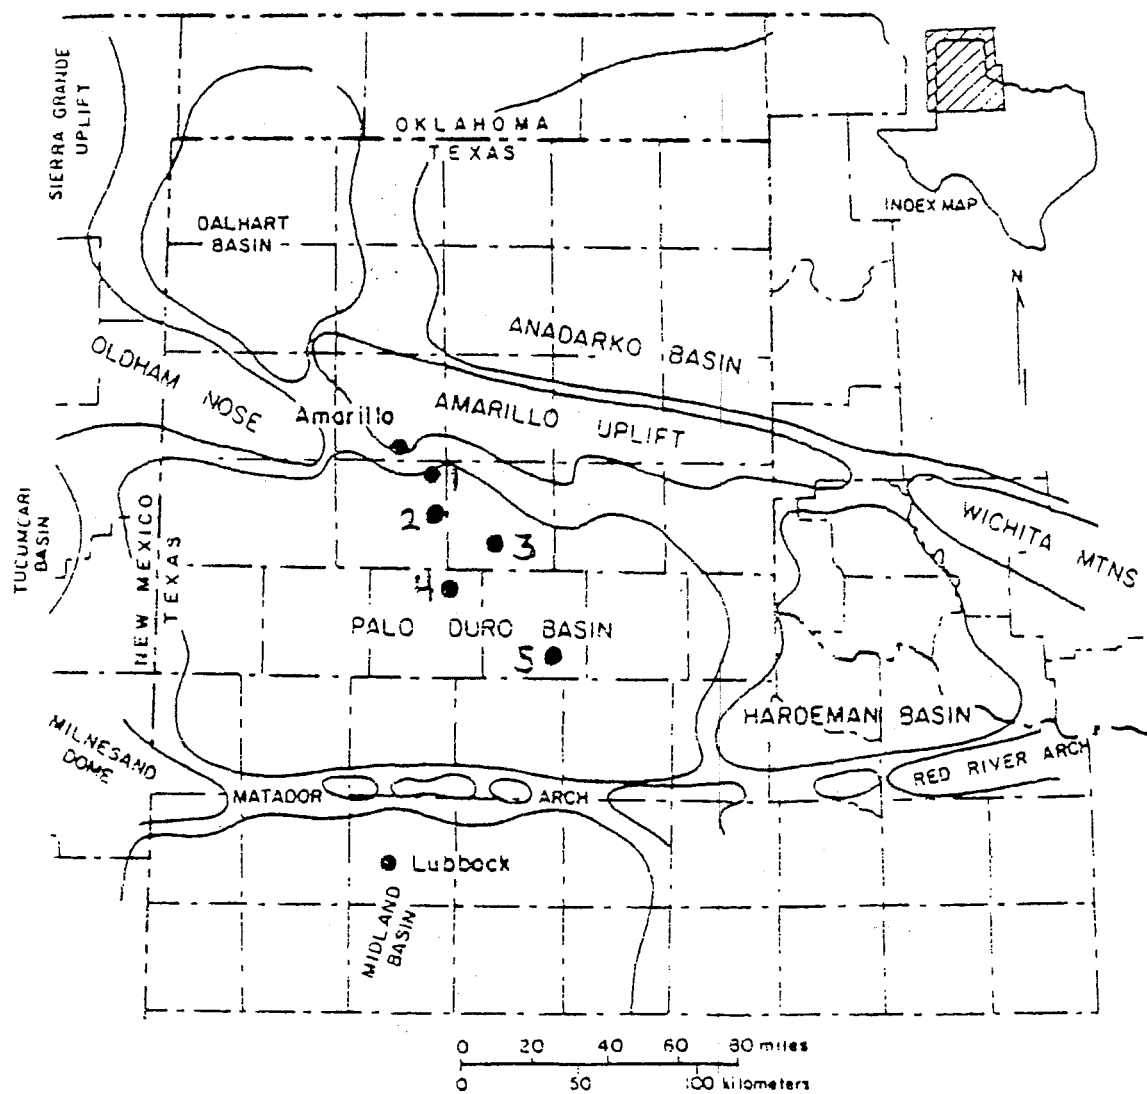 SIERRA GRANDE
UPLIFT
OKLAHOMA
TEXAS
DALHART
BASIN
INDEX MAP
N
ANADARKO BASIN
OLDHAM NOSE
Amarillo
AMARILLO UPLIFT
1
2
3
4
5
TUCUMCARI
BASIN
NEW MEXICO
TEXAS
WICHITA MTNS
PALO DURO BASIN
HARDEMAN BASIN
MILNESAND
DOME
MATADOR ARCH
RED RIVER ARCH
Lubbock
MIDLAND
BASIN
0 20 40 60 80 miles
0 50 100 kilometers